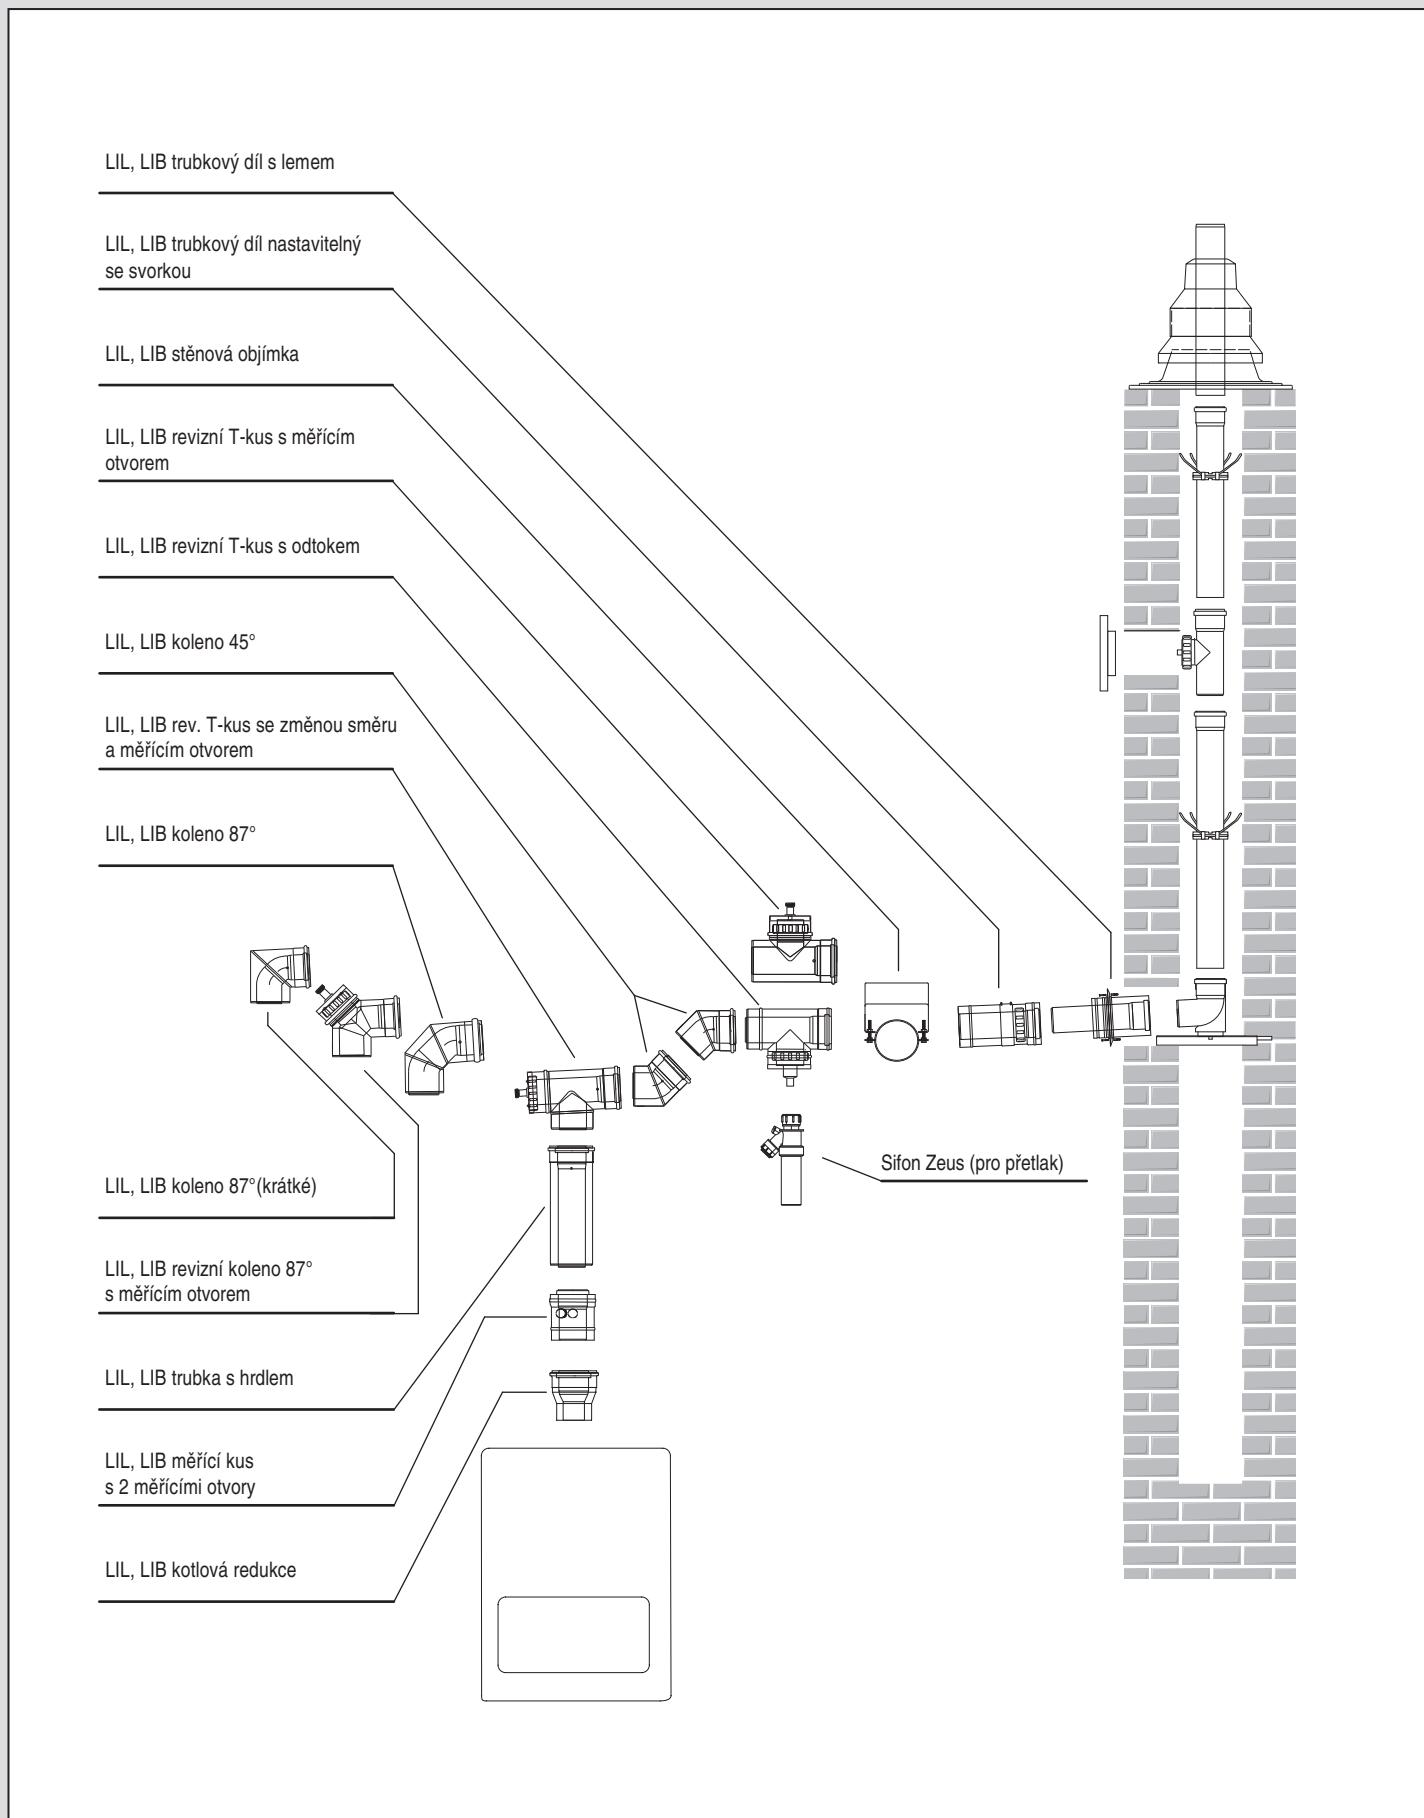 LIL, LIB trubkový díl s lemem
LIL, LIB trubkový díl nastavitelný
se svorkou
LIL, LIB stěnová objímka
LIL, LIB revizní T-kus s měřícím
otvorem
LIL, LIB revizní T-kus s odtokem
LIL, LIB koleno 45°
LIL, LIB rev. T-kus se změnou směru
a měřícím otvorem
LIL, LIB koleno 87°
Sifon Zeus (pro přetlak)
LIL, LIB koleno 87°(krátké)
LIL, LIB revizní koleno 87°
s měřícím otvorem
LIL, LIB trubka s hrdlem
LIL, LIB měřící kus
s 2 měřícími otvory
LIL, LIB kotlová redukce